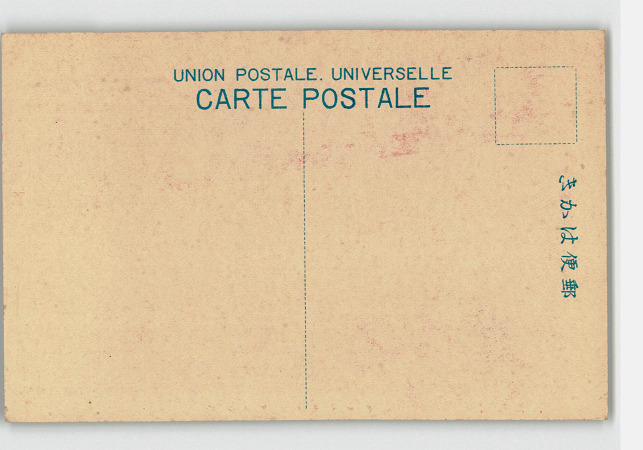 UNION POSTALE. UNIVERSELLE
CARTE POSTALE
郵便はかき